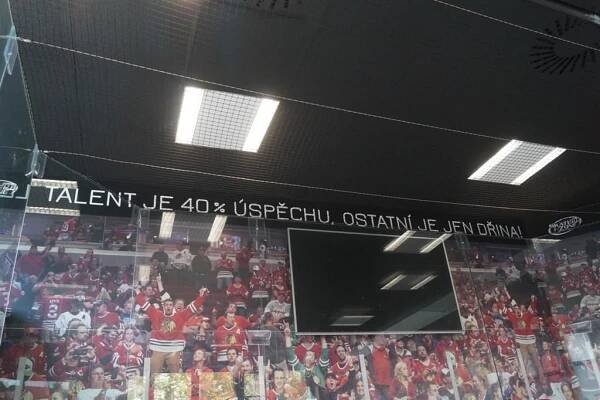 TALENT JE 40% ÚSPĚCHU, OSTATNÍ JE JEN DŘINA!